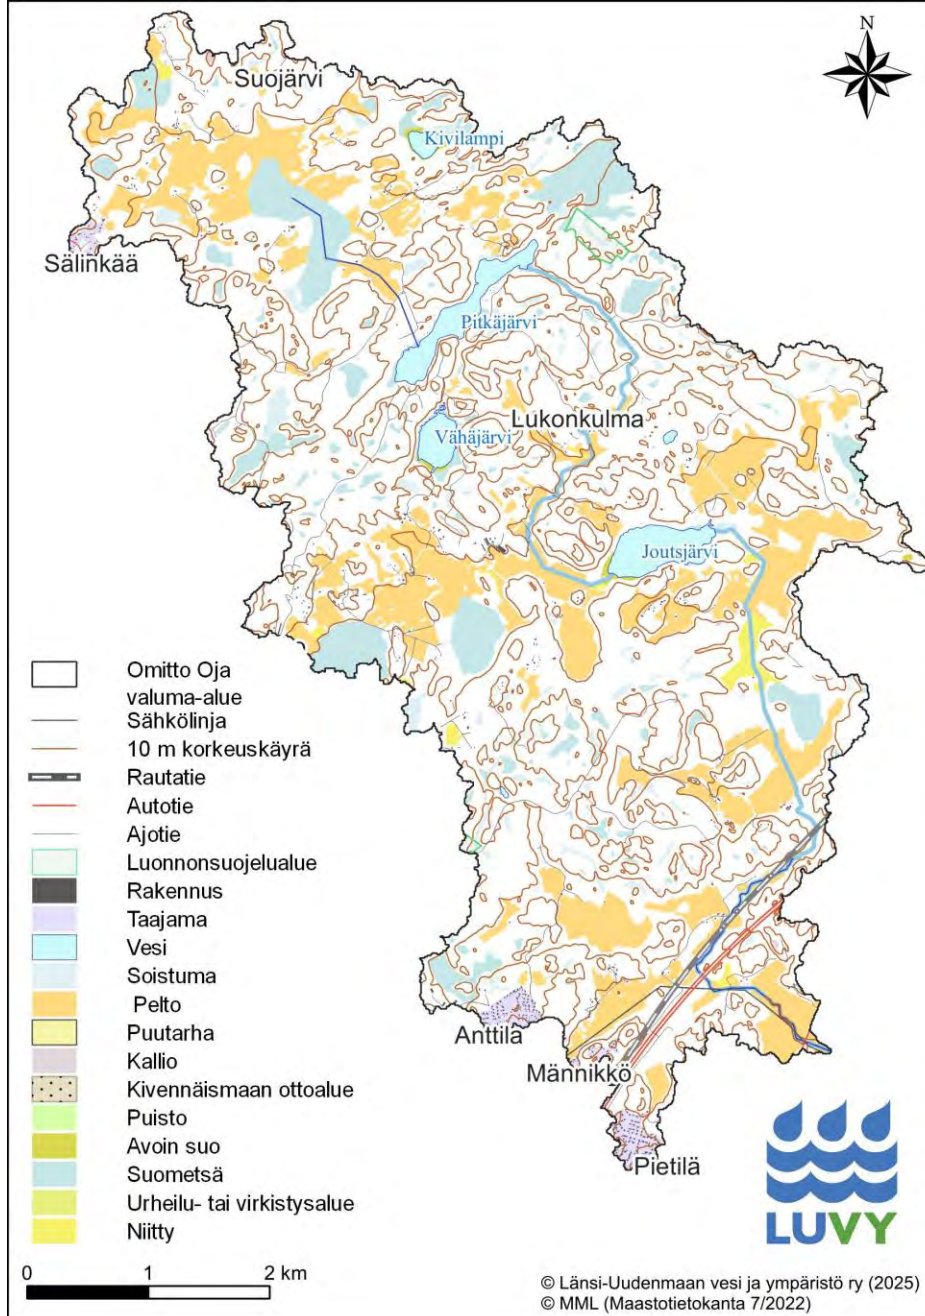 N
Suojärvi
Kivilampi
Sälinkää
Pitkäjärvi
Lukonkulma
Vähäjärvi
Joutsjärvi
Omitto Oja
valuma-alue
Sähkölinja
10 m korkeuskäyrä
Rautatie
Autotie
Ajotie
Luonnonsuojelualue
Rakennus
Taajama
Vesi
Soistuma
Pelto
Puutarha
Kallio
Kivennäismaan ottoalue
Puisto
Avoin suo
Suometsä
Urheilu- tai virkistysalue
Niitty
Anttila
Männikkö
Pietilä
LUVY
0 1 2 km
© Länsi-Uudenmaan vesi ja ympäristö ry (2025)
© MML (Maastotietokanta 7/2022)